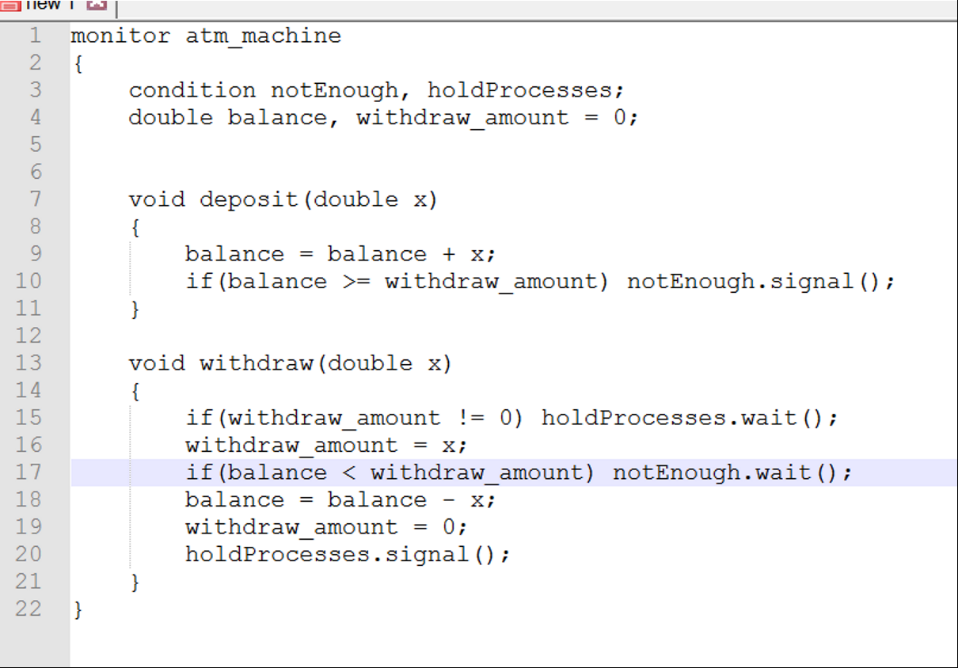 new 1
1 monitor atm_machine
2 {
3 condition notEnough, holdProcesses;
4 double balance, withdraw_amount = 0;
5
6
7 void deposit(double x)
8 {
9 balance = balance + x;
10 if(balance >= withdraw_amount) notEnough.signal();
11 }
12
13 void withdraw(double x)
14 {
15 if(withdraw_amount != 0) holdProcesses.wait();
16 withdraw_amount = x;
17 if(balance < withdraw_amount) notEnough.wait();
18 balance = balance - x;
19 withdraw_amount = 0;
20 holdProcesses.signal();
21 }
22 }